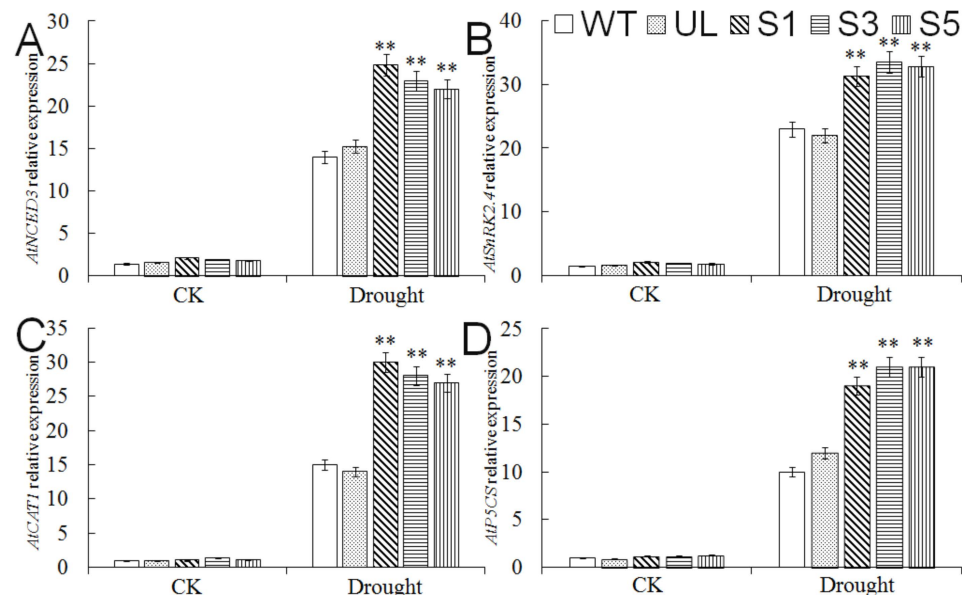 A
AtNCED3 relative expression
30
25
20
15
10
5
0
CK
Drought
**
**
**
WT
UL
S1
S3
S5
B
AtSnRK2.4 relative expression
40
30
20
10
0
CK
Drought
**
**
**
C
AtCAT1 relative expression
35
30
25
20
15
10
5
0
CK
Drought
**
**
**
D
AtP5CS relative expression
25
20
15
10
5
0
CK
Drought
**
**
**